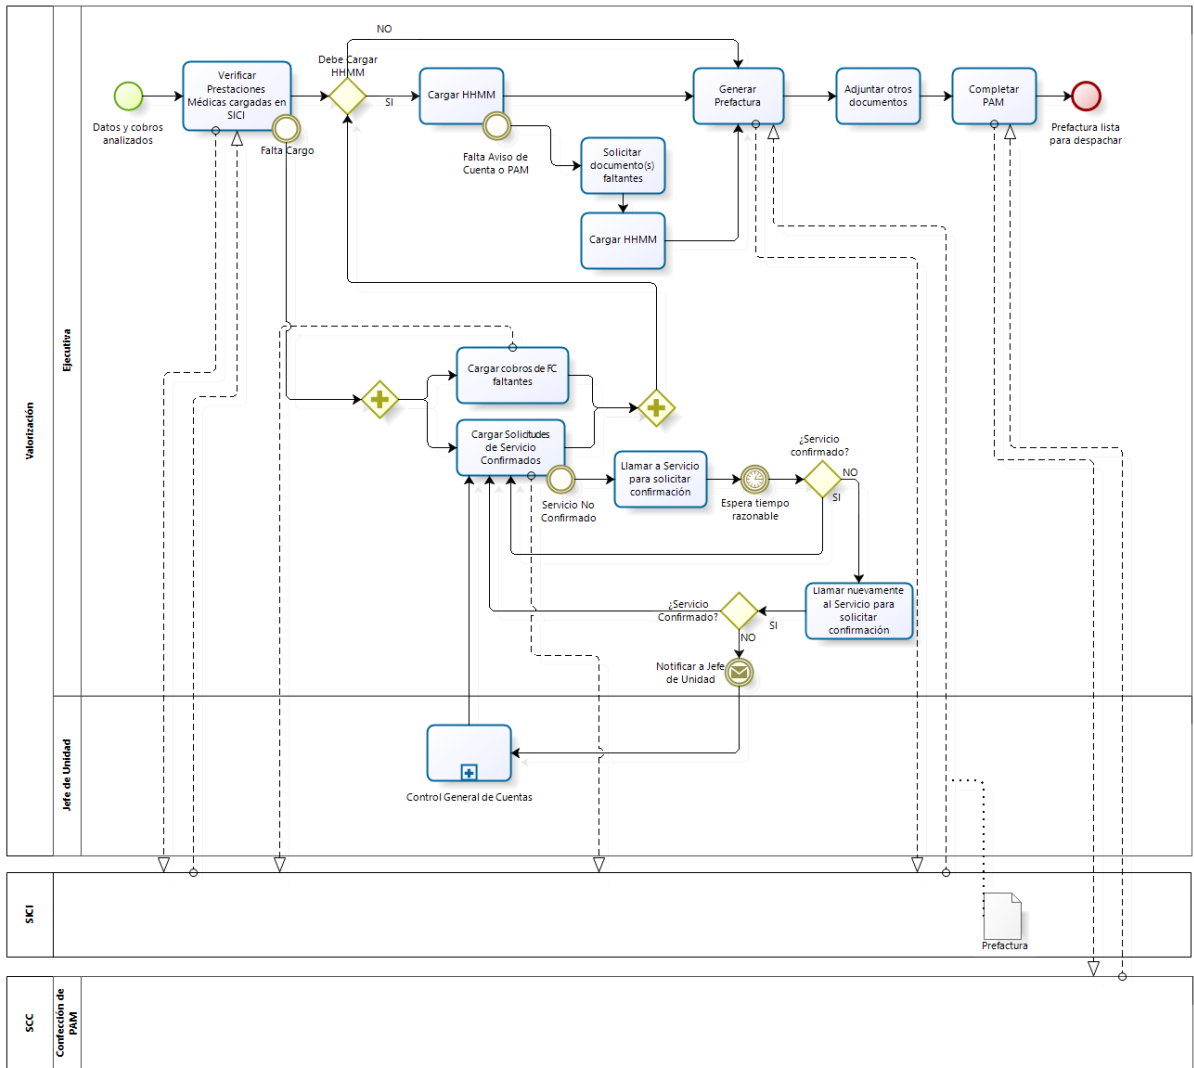 NO
Debe Cargar
HHMM
Verificar
Prestaciones
Médicas cargadas en
SICI
SI
Cargar HHMM
Generar
Prefactura
Adjuntar otros
documentos
Completar
PAM
Datos y cobros
analizados
Falta Cargo
Falta Aviso de
Cuenta o PAM
Solicitar
documento(s)
faltantes
Prefactura lista
para despachar
Cargar HHMM
Ejecutiva
Valorización
Cargar cobros de FC
faltantes
Cargar Solicitudes
de Servicio
Confirmados
Servicio No
Confirmado
Llamar a Servicio
para solicitar
confirmación
Espera tiempo
razonable
¿Servicio
confirmado?
NO
SI
Llamar nuevamente
al Servicio para
solicitar
confirmación
¿Servicio
Confirmado?
SI
NO
Notificar a Jefe
de Unidad
Jefe de Unidad
Control General de Cuentas
SICI
Prefactura
SCC
Confección de
PAM